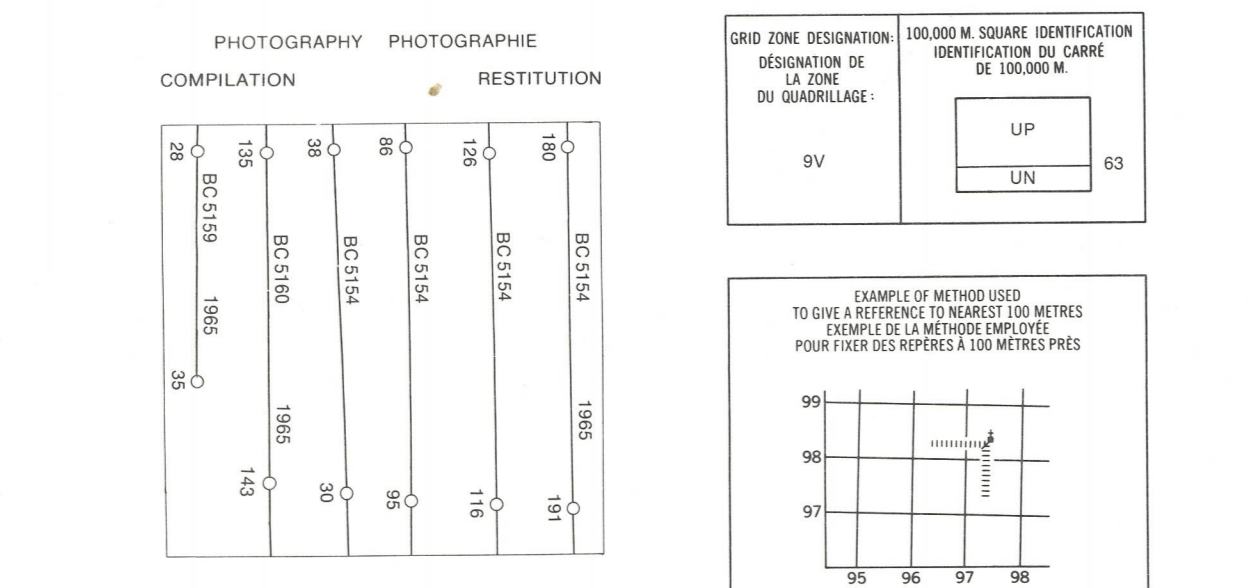 PHOTOGRAPHY PHOTOGRAPHIE
COMPILATION RESTITUTION
28
BC 5159
1965
35
135
BC 5160
1965
143
38
BC 5154
30
86
BC 5154
95
126
BC 5154
116
180
BC 5154
1965
191
GRID ZONE DESIGNATION:
DÉSIGNATION DE
LA ZONE
DU QUADRILLAGE :
9V
100,000 M. SQUARE IDENTIFICATION
IDENTIFICATION DU CARRÉ
DE 100,000 M.
UP
UN
63
EXAMPLE OF METHOD USED
TO GIVE A REFERENCE TO NEAREST 100 METRES
EXEMPLE DE LA MÉTHODE EMPLOYÉE
POUR FIXER DES REPÈRES À 100 MÈTRES PRÈS
99
98
97
95 96 97 98